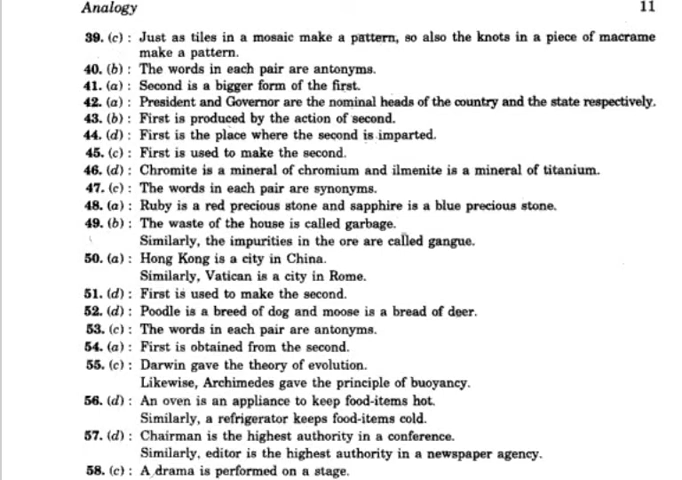 Analogy 11
39. (c) : Just as tiles in a mosaic make a pattern, so also the knots in a piece of macrame
make a pattern.
40. (b) : The words in each pair are antonyms.
41. (a) : Second is a bigger form of the first.
42. (a) : President and Governor are the nominal heads of the country and the state respectively.
43. (b) : First is produced by the action of second.
44. (d) : First is the place where the second is imparted.
45. (c) : First is used to make the second.
46. (d) : Chromite is a mineral of chromium and ilmenite is a mineral of titanium.
47. (c) : The words in each pair are synonyms.
48. (a) : Ruby is a red precious stone and sapphire is a blue precious stone.
49. (b) : The waste of the house is called garbage.
Similarly, the impurities in the ore are called gangue.
50. (a) : Hong Kong is a city in China.
Similarly, Vatican is a city in Rome.
51. (d) : First is used to make the second.
52. (d) : Poodle is a breed of dog and moose is a bread of deer.
53. (c) : The words in each pair are antonyms.
54. (a) : First is obtained from the second.
55. (c) : Darwin gave the theory of evolution.
Likewise, Archimedes gave the principle of buoyancy.
56. (d) : An oven is an appliance to keep food-items hot.
Similarly, a refrigerator keeps food-items cold.
57. (d) : Chairman is the highest authority in a conference.
Similarly, editor is the highest authority in a newspaper agency.
58. (c) : A drama is performed on a stage.